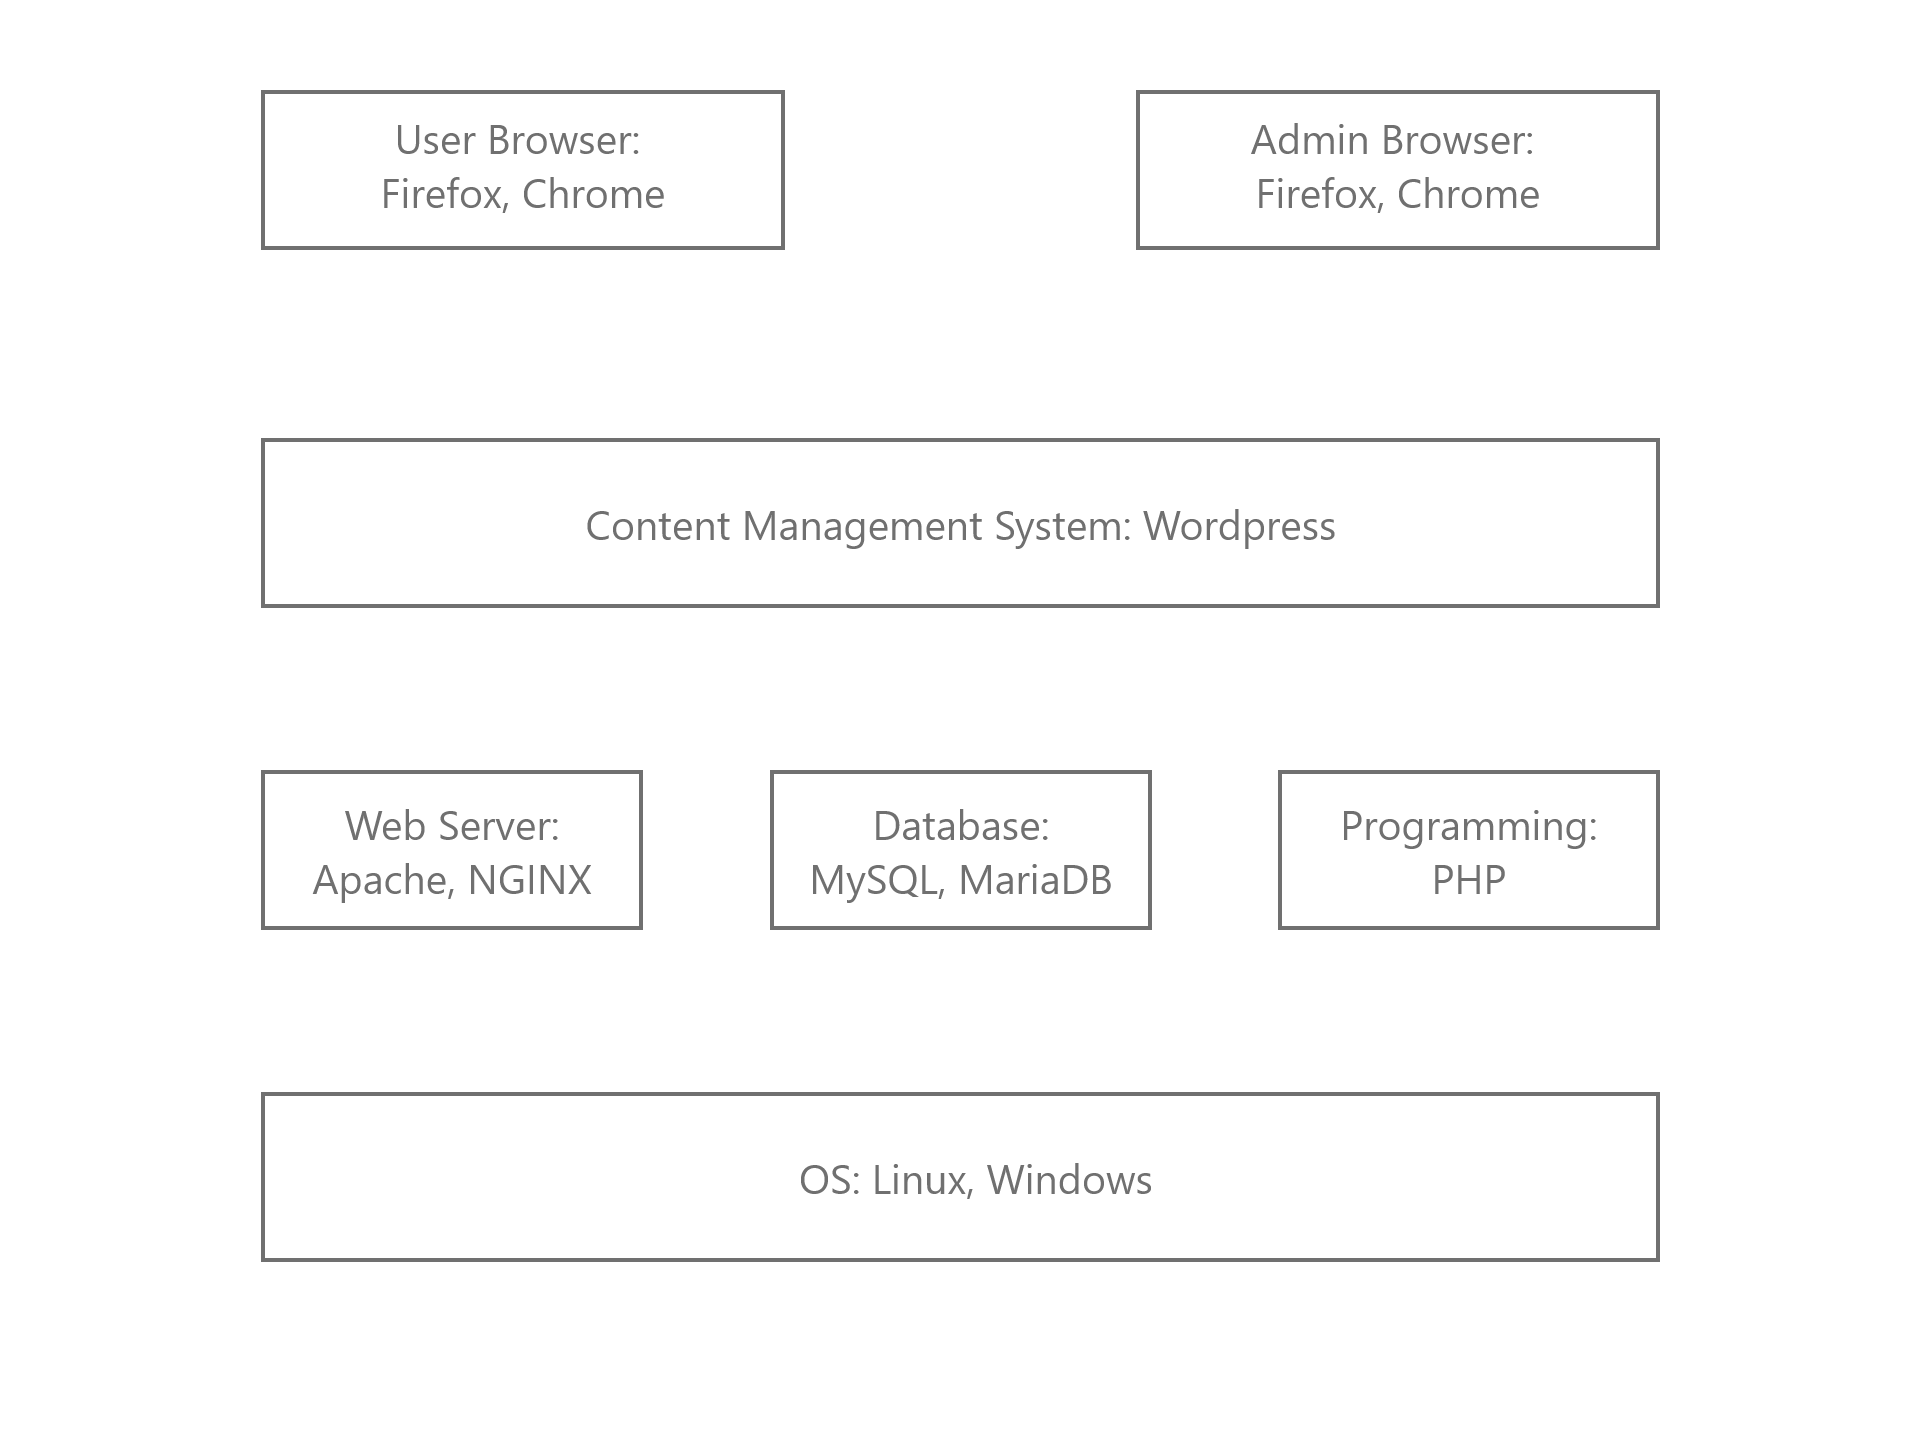 User Browser:
Firefox, Chrome
Admin Browser:
Firefox, Chrome
Content Management System: Wordpress
Web Server:
Apache, NGINX
Database:
MySQL, MariaDB
Programming:
PHP
OS: Linux, Windows